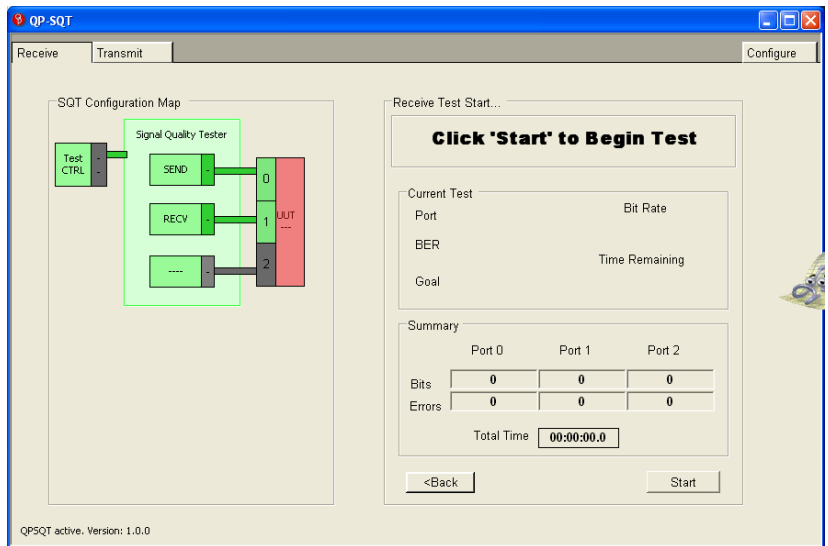 QP-SQT
Receive Transmit Configure
SQT Configuration Map
Signal Quality Tester
Test
CTRL
-
-
SEND -
RECV -
---- -
0
1
2
UUT
---
Receive Test Start...
Click 'Start' to Begin Test
Current Test
Port
Bit Rate
BER
Time Remaining
Goal
Summary
Port 0 Port 1 Port 2
Bits 0 0 0
Errors 0 0 0
Total Time 00:00:00.0
<Back Start
QPSQT active. Version: 1.0.0